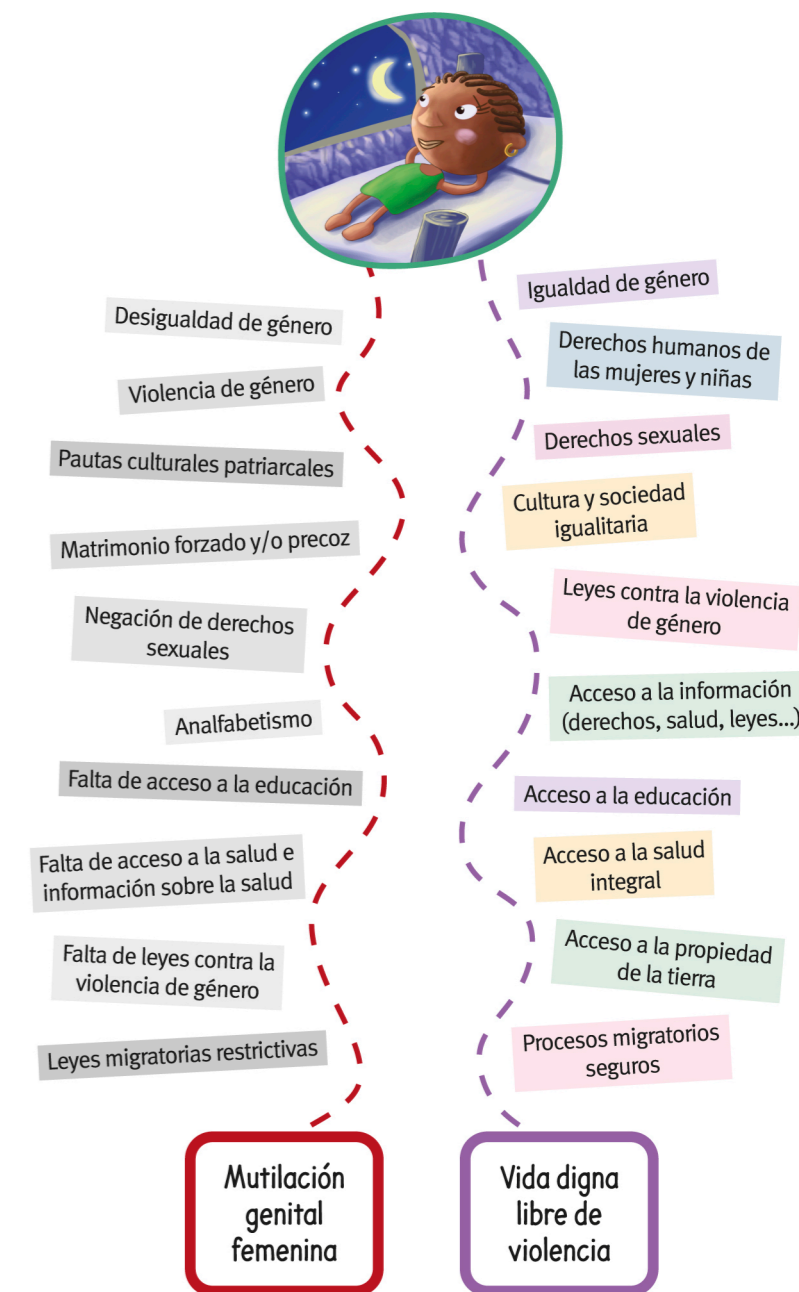 Desigualdad de género
Violencia de género
Pautas culturales patriarcales
Matrimonio forzado y/o precoz
Negación de derechos
sexuales
Analfabetismo
Falta de acceso a la educación
Falta de acceso a la salud e
información sobre la salud
Falta de leyes contra la
violencia de género
Leyes migratorias restrictivas
Mutilación
genital
femenina
Igualdad de género
Derechos humanos de
las mujeres y niñas
Derechos sexuales
Cultura y sociedad
igualitaria
Leyes contra la violencia
de género
Acceso a la información
(derechos, salud, leyes...)
Acceso a la educación
Acceso a la salud
integral
Acceso a la propiedad
de la tierra
Procesos migratorios
seguros
Vida digna
libre de
violencia